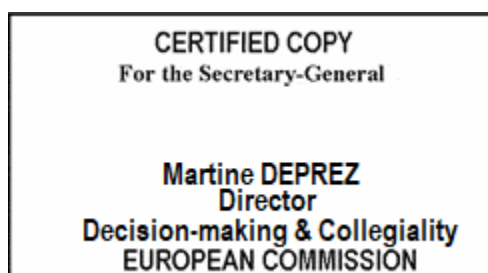 CERTIFIED COPY
For the Secretary-General
Martine DEPREZ
Director
Decision-making & Collegiality
EUROPEAN COMMISSION